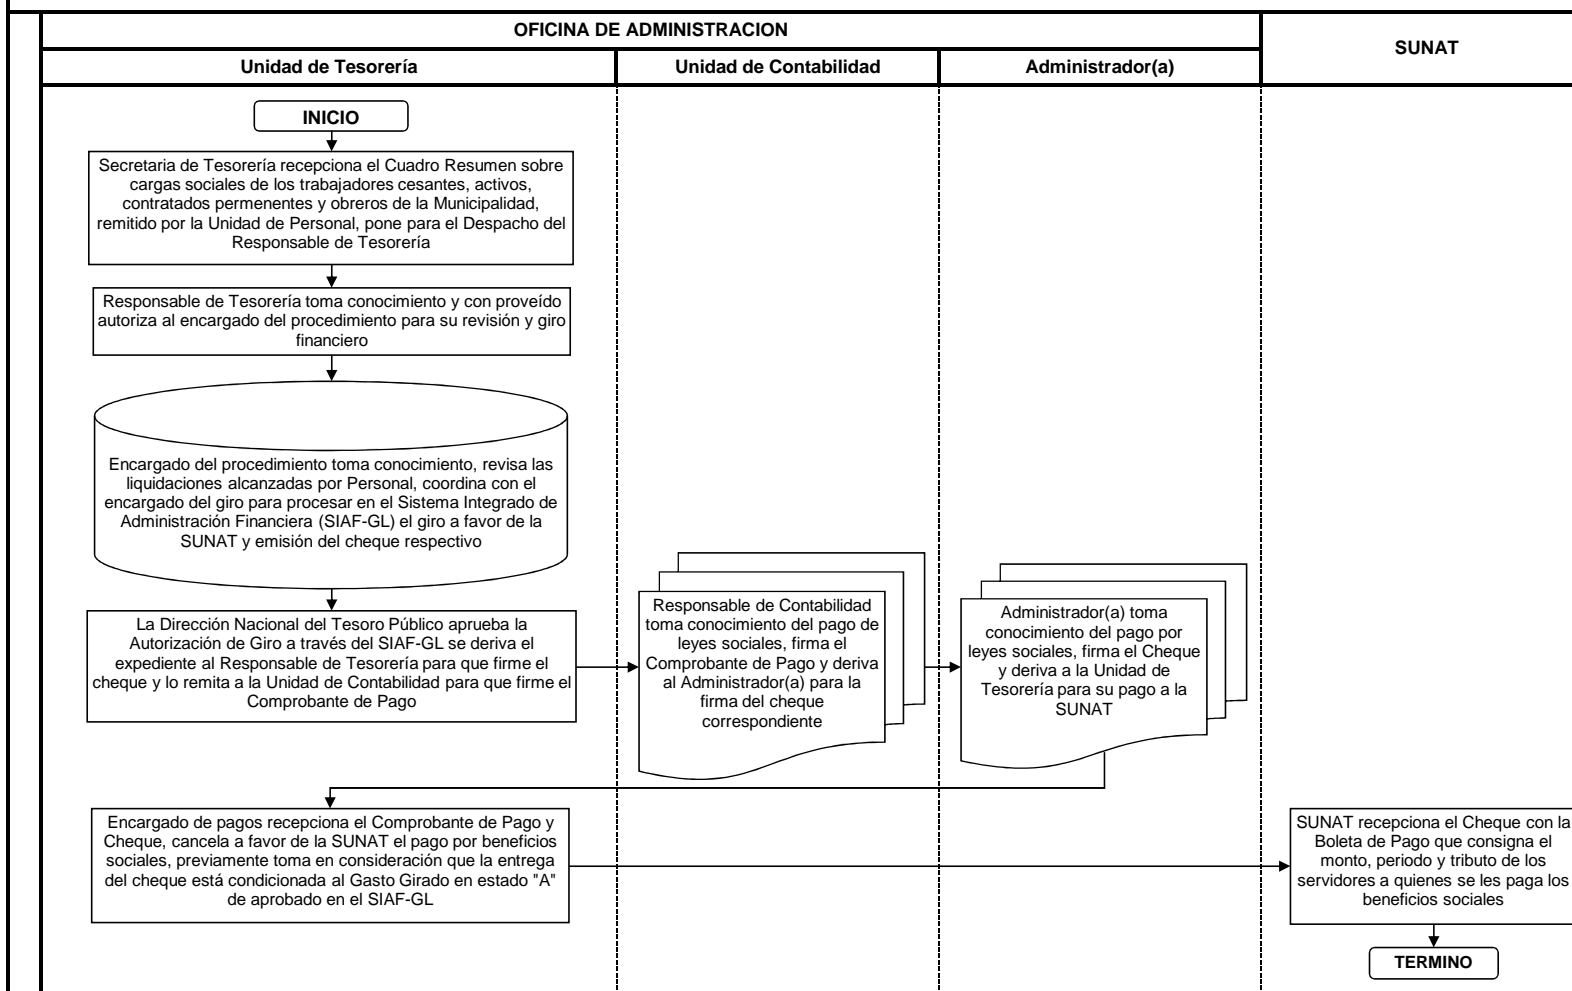 OFICINA DE ADMINISTRACION
SUNAT
Unidad de Tesorería
Unidad de Contabilidad
Administrador(a)
INICIO
Secretaria de Tesorería recepciona el Cuadro Resumen sobre
cargas sociales de los trabajadores cesantes, activos,
contratados permenentes y obreros de la Municipalidad,
remitido por la Unidad de Personal, pone para el Despacho del
Responsable de Tesorería
Responsable de Tesorería toma conocimiento y con proveído
autoriza al encargado del procedimiento para su revisión y giro
financiero
Encargado del procedimiento toma conocimiento, revisa las
liquidaciones alcanzadas por Personal, coordina con el
encargado del giro para procesar en el Sistema Integrado de
Administración Financiera (SIAF-GL) el giro a favor de la
SUNAT y emisión del cheque respectivo
La Dirección Nacional del Tesoro Público aprueba la
Autorización de Giro a través del SIAF-GL se deriva el
expediente al Responsable de Tesorería para que firme el
cheque y lo remita a la Unidad de Contabilidad para que firme el
Comprobante de Pago
Responsable de Contabilidad
toma conocimiento del pago de
leyes sociales, firma el
Comprobante de Pago y deriva
al Administrador(a) para la
firma del cheque
correspondiente
Administrador(a) toma
conocimiento del pago por
leyes sociales, firma el Cheque
y deriva a la Unidad de
Tesorería para su pago a la
SUNAT
Encargado de pagos recepciona el Comprobante de Pago y
Cheque, cancela a favor de la SUNAT el pago por beneficios
sociales, previamente toma en consideración que la entrega
del cheque está condicionada al Gasto Girado en estado "A"
de aprobado en el SIAF-GL
SUNAT recepciona el Cheque con la
Boleta de Pago que consigna el
monto, periodo y tributo de los
servidores a quienes se les paga los
beneficios sociales
TERMINO